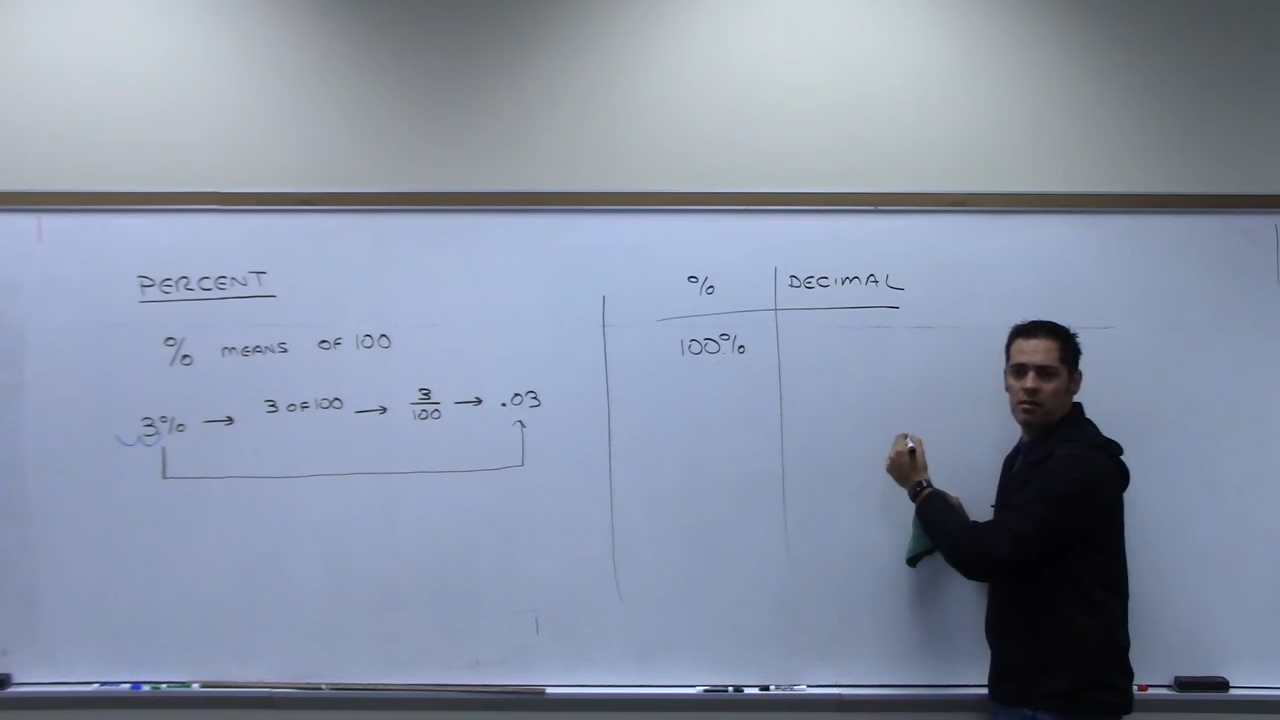 PERCENT
% MEANS OF 100
3% → 3 OF 100 → 3/100 → .03
% DECIMAL
100%